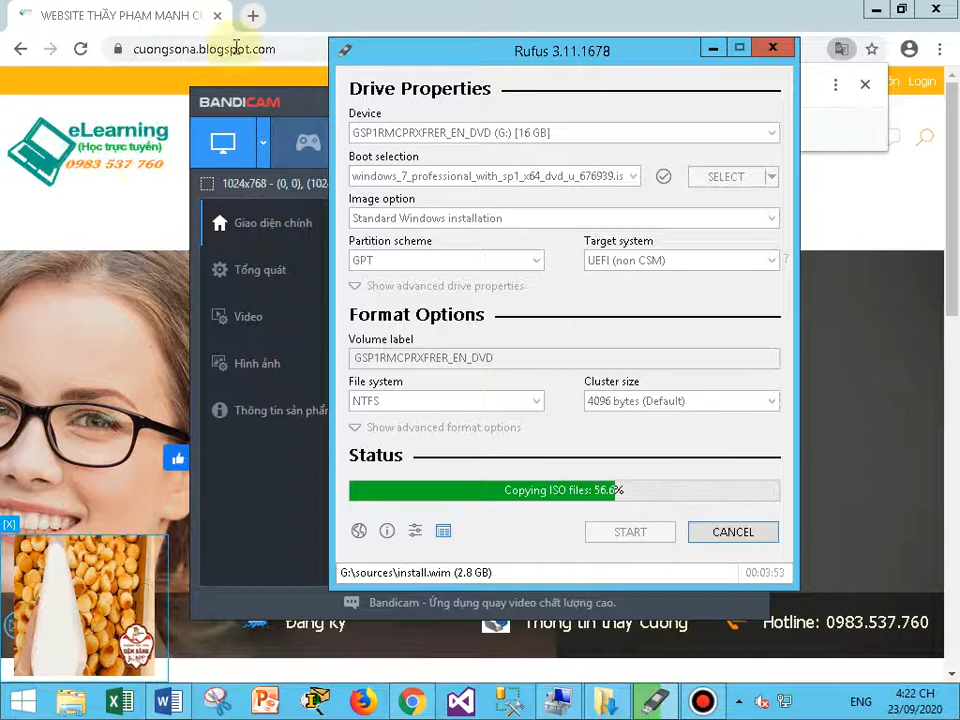 WEBSITE THẦY PHẠM MẠNH CƯ
cuongsona.blogspot.com
Login
eLearning
(Học trực tuyến)
0983 537 760
BANDICAM
1024x768 - (0, 0), (102
Giao diện chính
Tổng quát
Video
Hình ảnh
Thông tin sản phẩm
Bandicam - Ứng dụng quay video chất lượng cao.
Rufus 3.11.1678
Drive Properties
Device
GSP1RMCPRXFRER_EN_DVD (G:) [16 GB]
Boot selection
windows_7_professional_with_sp1_x64_dvd_u_676939.is
SELECT
Image option
Standard Windows installation
Partition scheme
Target system
GPT
UEFI (non CSM)
?
Show advanced drive properties
Format Options
Volume label
GSP1RMCPRXFRER_EN_DVD
File system
Cluster size
NTFS
4096 bytes (Default)
Show advanced format options
Status
Copying ISO files: 56.6%
START
CANCEL
G:\sources\install.wim (2.8 GB)
00:03:53
[X]
Đăng ký
Thông tin thầy Cường
Hotline: 0983.537.760
CH
4:22 CH
23/09/2020